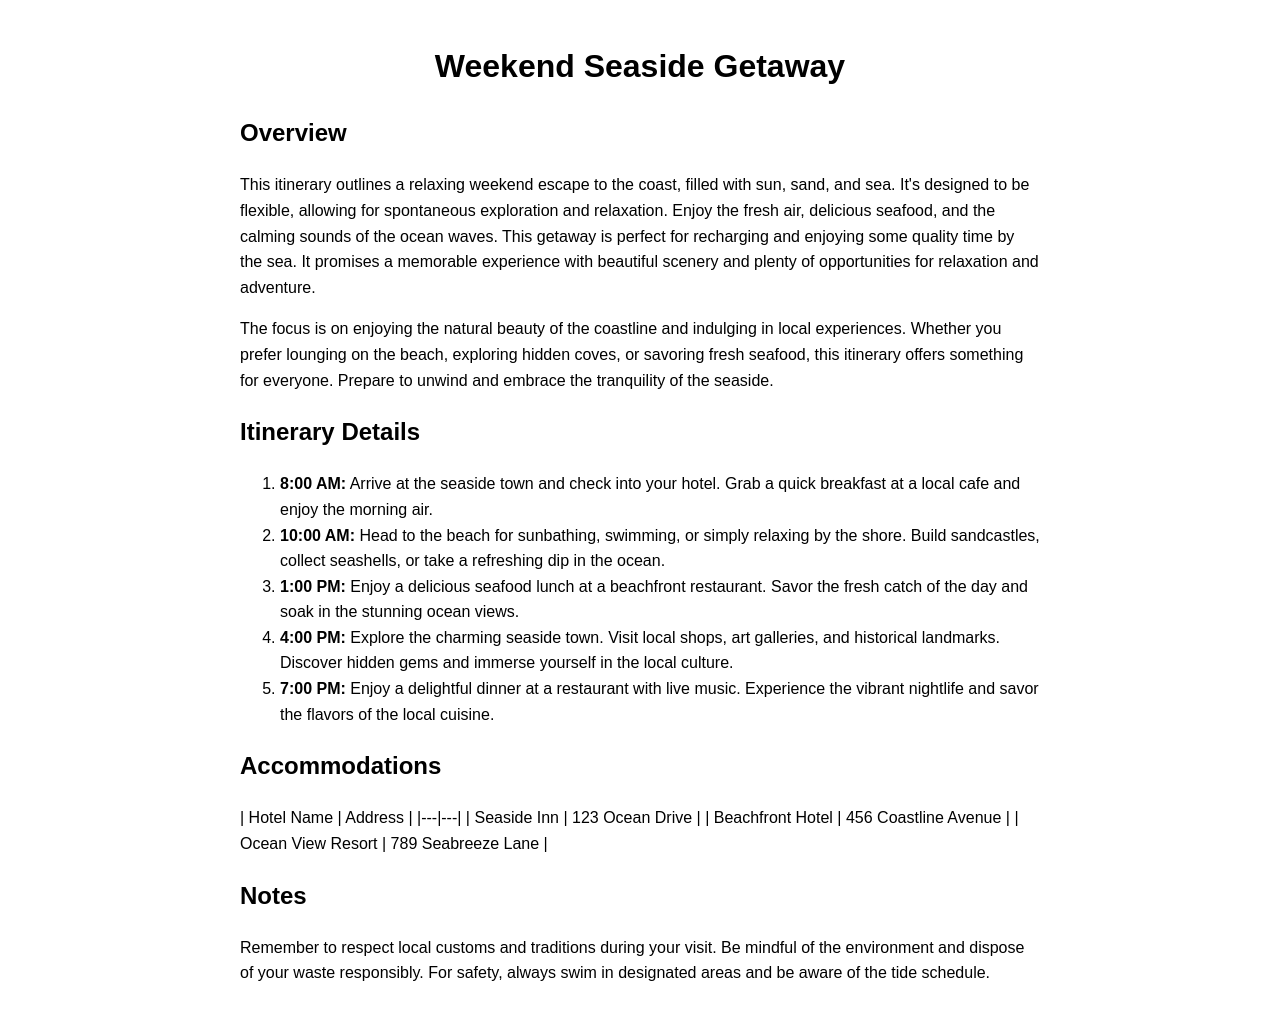 Weekend Seaside Getaway
Overview
This itinerary outlines a relaxing weekend escape to the coast, filled with sun, sand, and sea. It's designed to be
flexible, allowing for spontaneous exploration and relaxation. Enjoy the fresh air, delicious seafood, and the
calming sounds of the ocean waves. This getaway is perfect for recharging and enjoying some quality time by
the sea. It promises a memorable experience with beautiful scenery and plenty of opportunities for relaxation and
adventure.
The focus is on enjoying the natural beauty of the coastline and indulging in local experiences. Whether you
prefer lounging on the beach, exploring hidden coves, or savoring fresh seafood, this itinerary offers something
for everyone. Prepare to unwind and embrace the tranquility of the seaside.
Itinerary Details
1. 8:00 AM: Arrive at the seaside town and check into your hotel. Grab a quick breakfast at a local cafe and
enjoy the morning air.
2. 10:00 AM: Head to the beach for sunbathing, swimming, or simply relaxing by the shore. Build sandcastles,
collect seashells, or take a refreshing dip in the ocean.
3. 1:00 PM: Enjoy a delicious seafood lunch at a beachfront restaurant. Savor the fresh catch of the day and
soak in the stunning ocean views.
4. 4:00 PM: Explore the charming seaside town. Visit local shops, art galleries, and historical landmarks.
Discover hidden gems and immerse yourself in the local culture.
5. 7:00 PM: Enjoy a delightful dinner at a restaurant with live music. Experience the vibrant nightlife and savor
the flavors of the local cuisine.
Accommodations
| Hotel Name | Address | |---|---| | Seaside Inn | 123 Ocean Drive | | Beachfront Hotel | 456 Coastline Avenue | |
Ocean View Resort | 789 Seabreeze Lane |
Notes
Remember to respect local customs and traditions during your visit. Be mindful of the environment and dispose
of your waste responsibly. For safety, always swim in designated areas and be aware of the tide schedule.